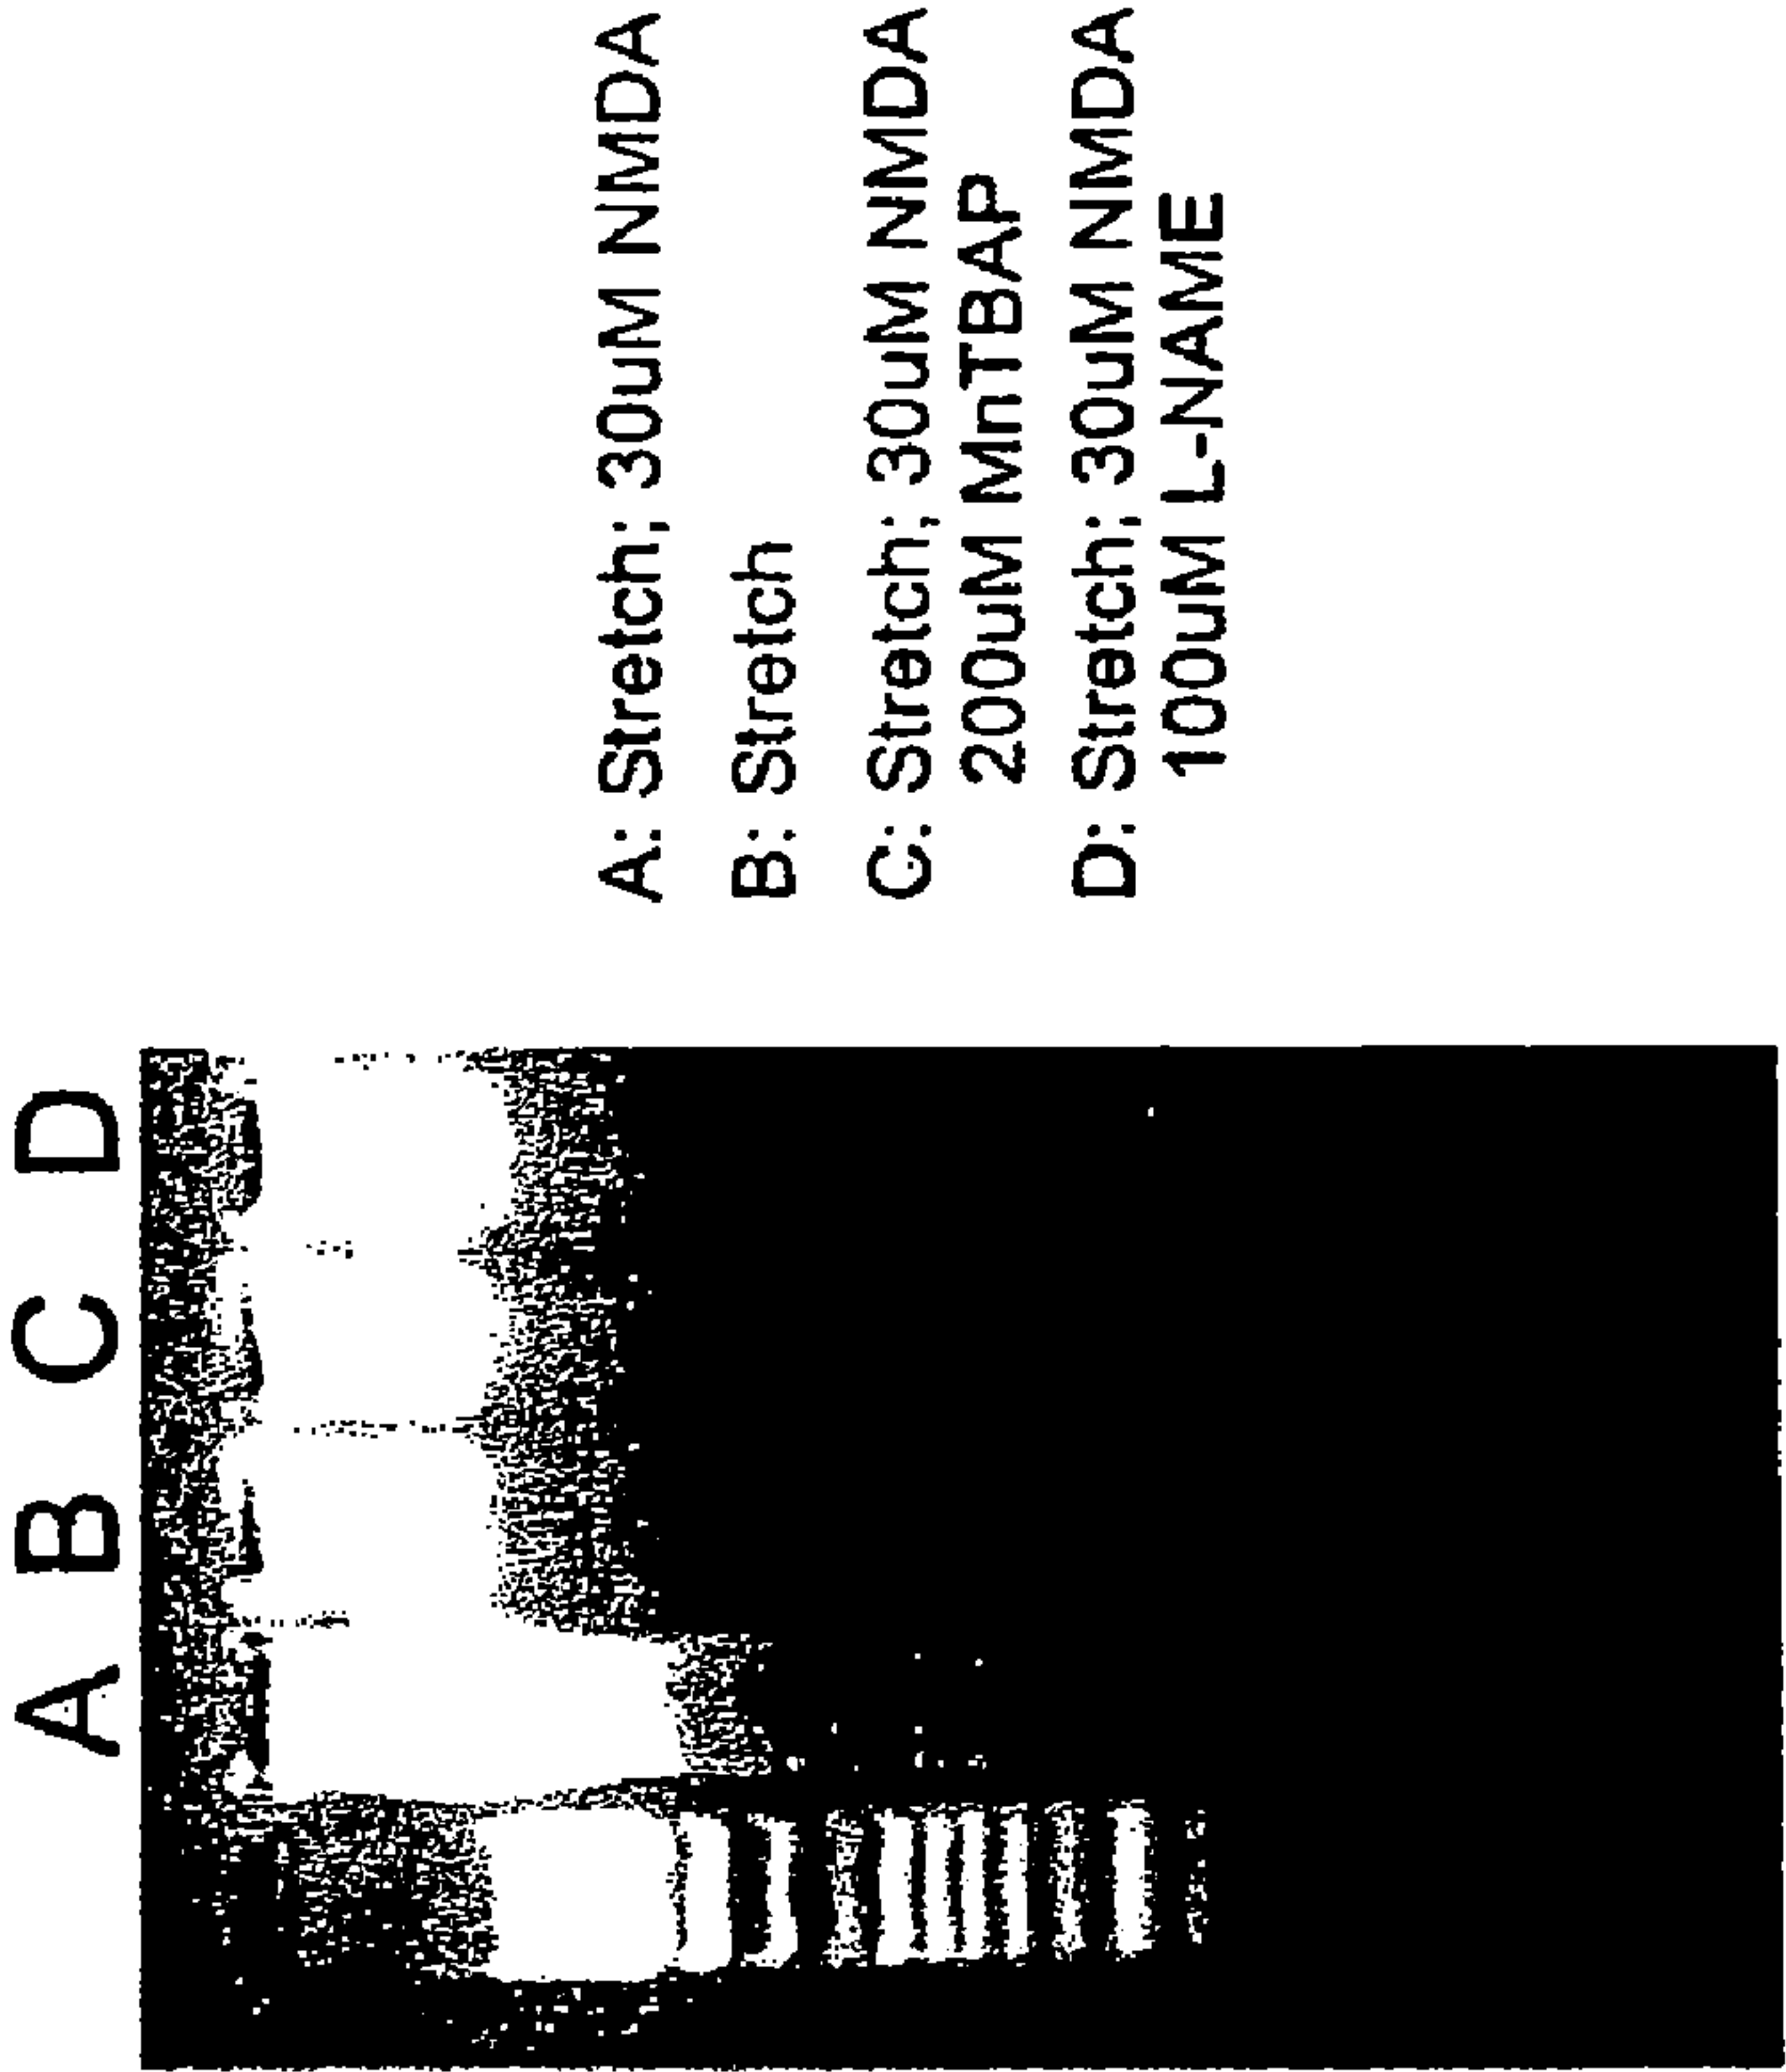 A B C D
A: Stretch; 30uM NMDA
B: Stretch
C: Stretch; 30uM NMDA
200uM MnTBAP
D: Stretch; 30uM NMDA
100uM L-NAME